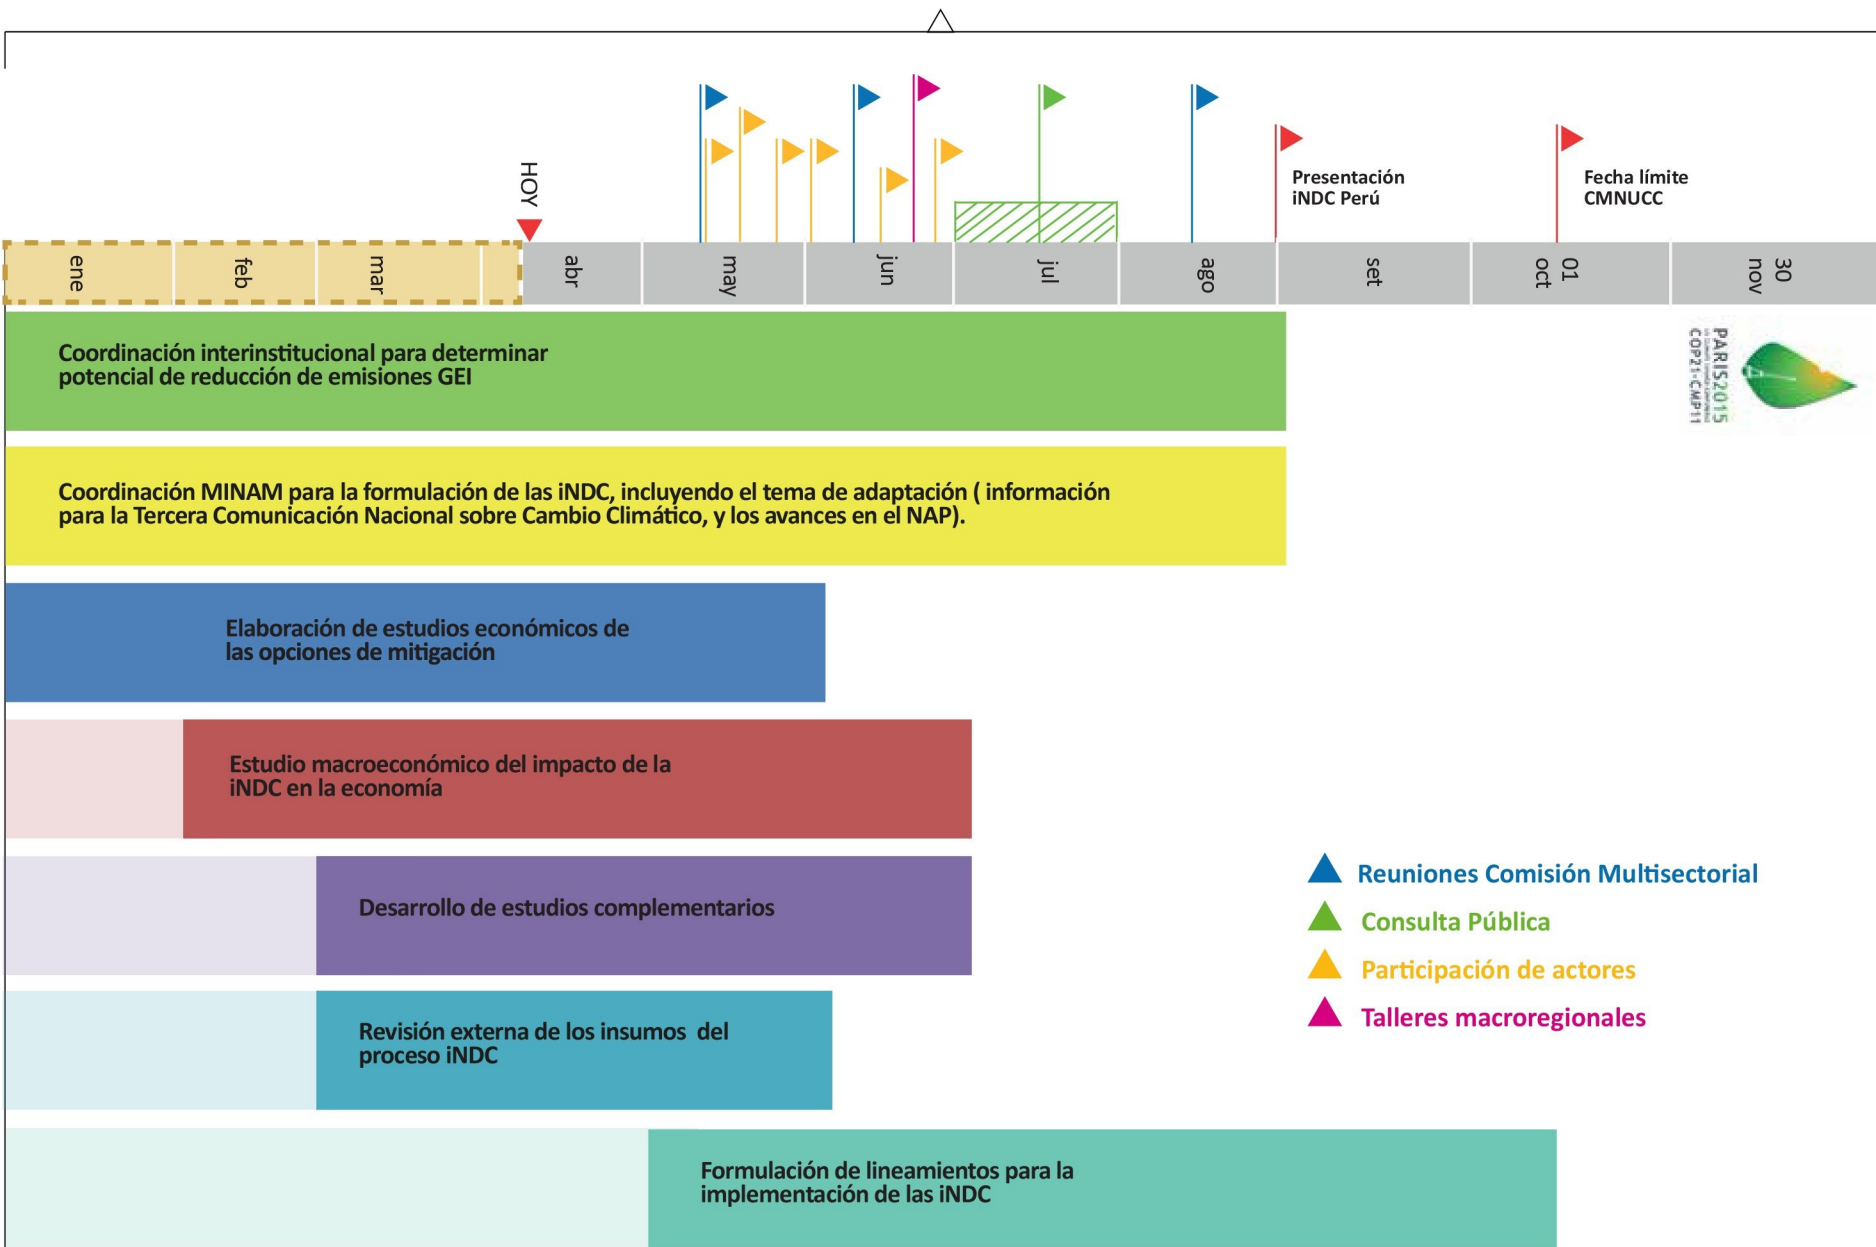 HOY
Presentación
iNDC Perú
Fecha límite
CMNUCC
ene
feb
mar
abr
may
jun
jul
ago
set
01
oct
30
nov
PARIS2015
COP21·CMP11
Coordinación interinstitucional para determinar
potencial de reducción de emisiones GEI
Coordinación MINAM para la formulación de las iNDC, incluyendo el tema de adaptación ( información
para la Tercera Comunicación Nacional sobre Cambio Climático, y los avances en el NAP).
Elaboración de estudios económicos de
las opciones de mitigación
Estudio macroeconómico del impacto de la
iNDC en la economía
Desarrollo de estudios complementarios
Revisión externa de los insumos del
proceso iNDC
Formulación de lineamientos para la
implementación de las iNDC
Reuniones Comisión Multisectorial
Consulta Pública
Participación de actores
Talleres macroregionales